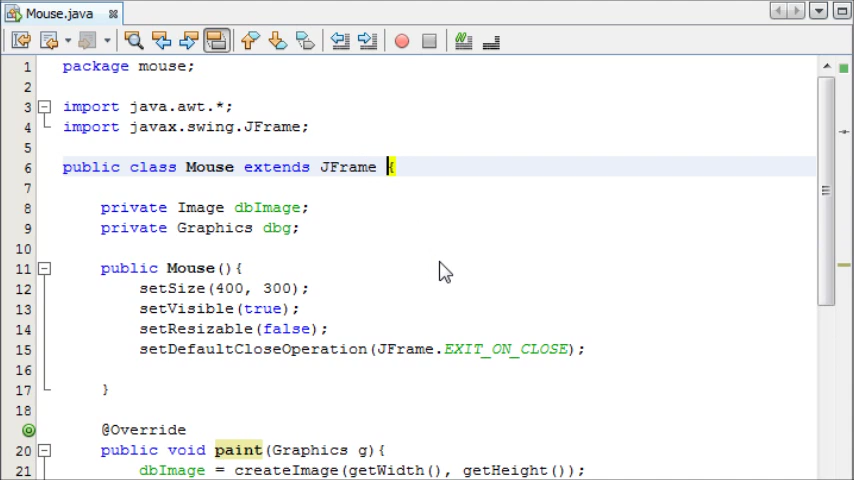 Mouse.java
1 package mouse;
2
3 import java.awt.*;
4 import javax.swing.JFrame;
5
6 public class Mouse extends JFrame {
7
8 private Image dbImage;
9 private Graphics dbg;
10
11 public Mouse(){
12 setSize(400, 300);
13 setVisible(true);
14 setResizable(false);
15 setDefaultCloseOperation(JFrame.EXIT_ON_CLOSE);
16
17 }
18
@Override
20 public void paint(Graphics g){
21 dbImage = createImage(getWidth(), getHeight());